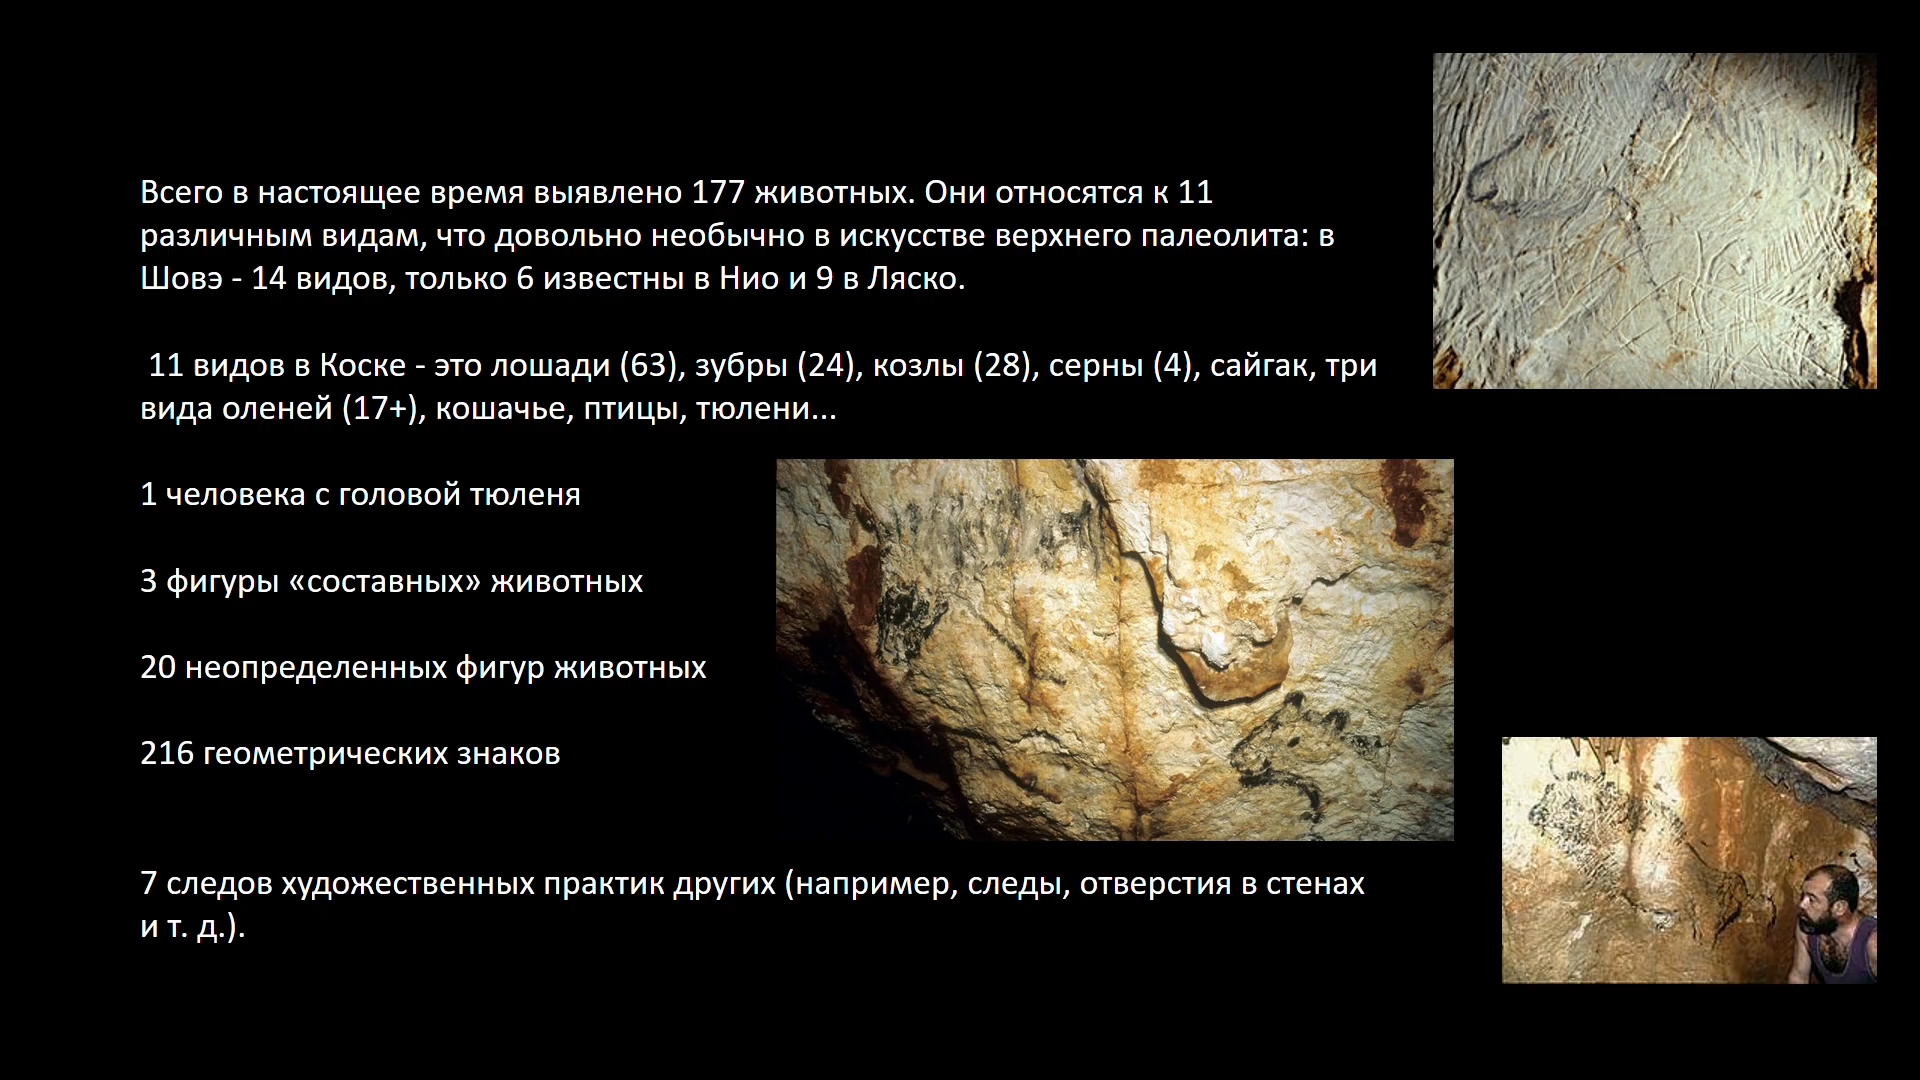 Всего в настоящее время выявлено 177 животных. Они относятся к 11
различным видам, что довольно необычно в искусстве верхнего палеолита: в
Шовэ - 14 видов, только 6 известны в Нио и 9 в Ляско.
11 видов в Коске - это лошади (63), зубры (24), козлы (28), серны (4), сайгак, три
вида оленей (17+), кошачье, птицы, тюлени...
1 человека с головой тюленя
3 фигуры «составных» животных
20 неопределенных фигур животных
216 геометрических знаков
7 следов художественных практик других (например, следы, отверстия в стенах
и т. д.).